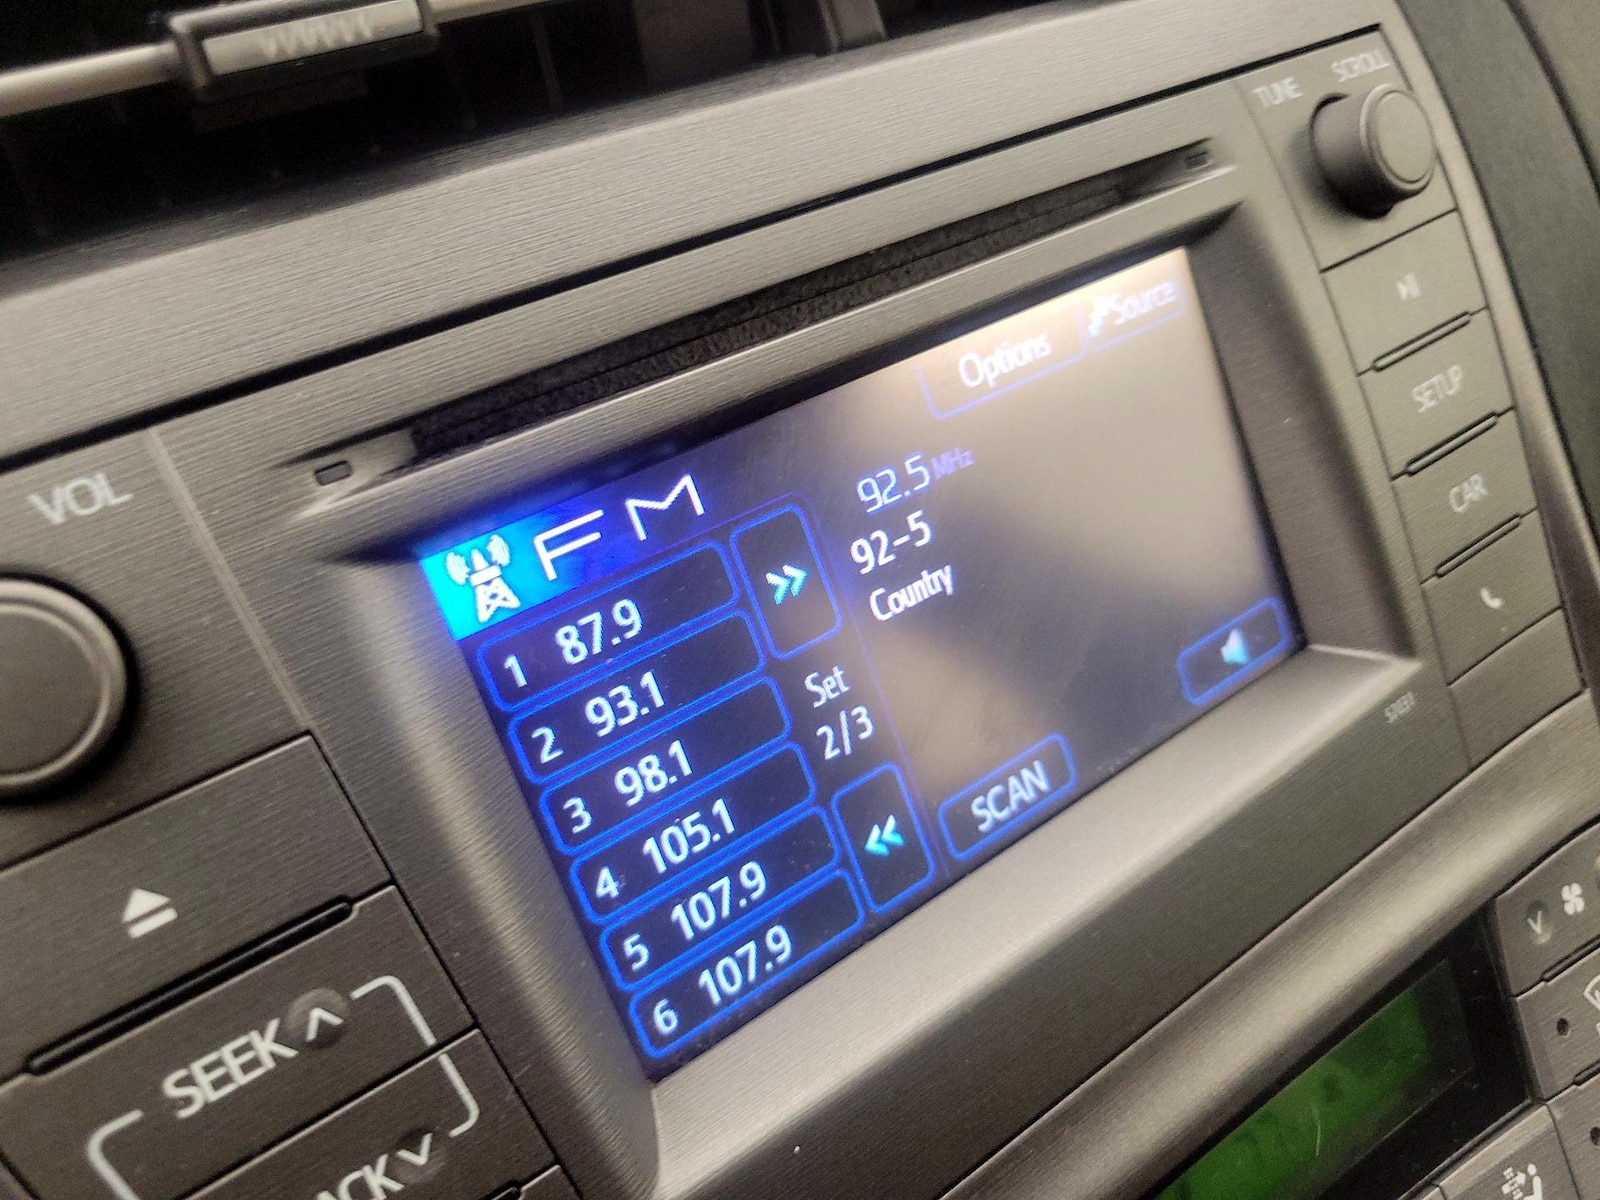 TUNE
SCROLL
VOL
Source
Options
FM
92.5 MHz
92-5
Country
1 87.9
2 93.1
3 98.1
4 105.1
5 107.9
6 107.9
Set
2/3
SCAN
SETUP
CAR
SEEK